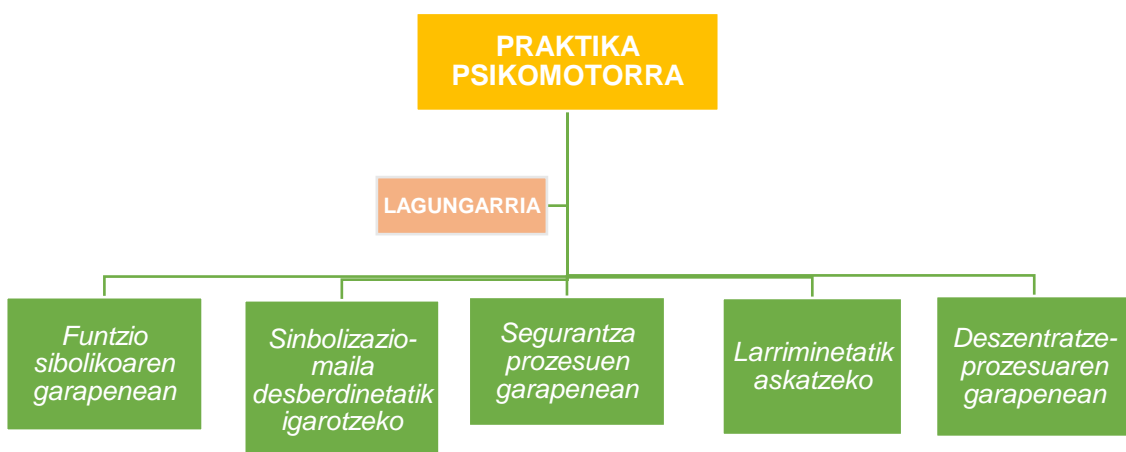 PRAKTIKA
PSIKOMOTORRA
LAGUNGARRIA
Funtzio
sibolikoaren
garapenean
Sinbolizazio-
maila
desberdinetatik
igarotzeko
Segurantza
prozesuen
garapenean
Larriminetatik
askatzeko
Deszentratze-
prozesuaren
garapenean